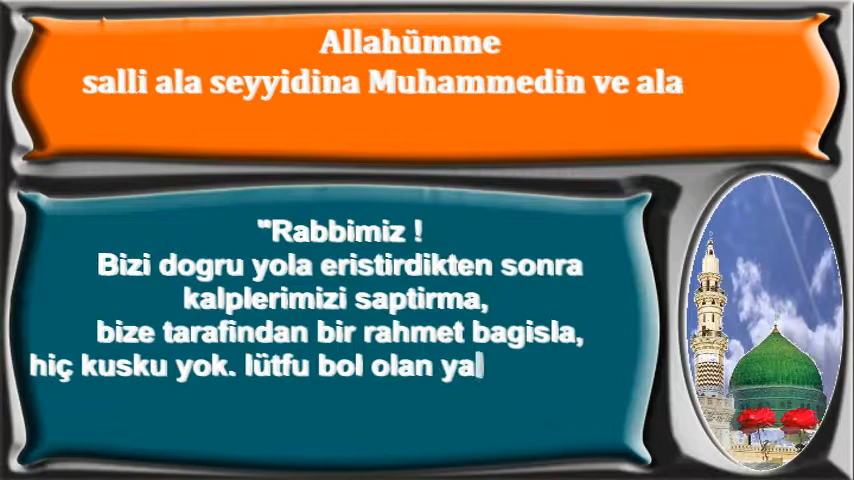 Allahümme
salli ala seyyidina Muhammedin ve ala
"Rabbimiz !
Bizi dogru yola eristirdikten sonra
kalplerimizi saptirma,
bize tarafindan bir rahmet bagisla,
hiç kusku yok. lütfu bol olan ya